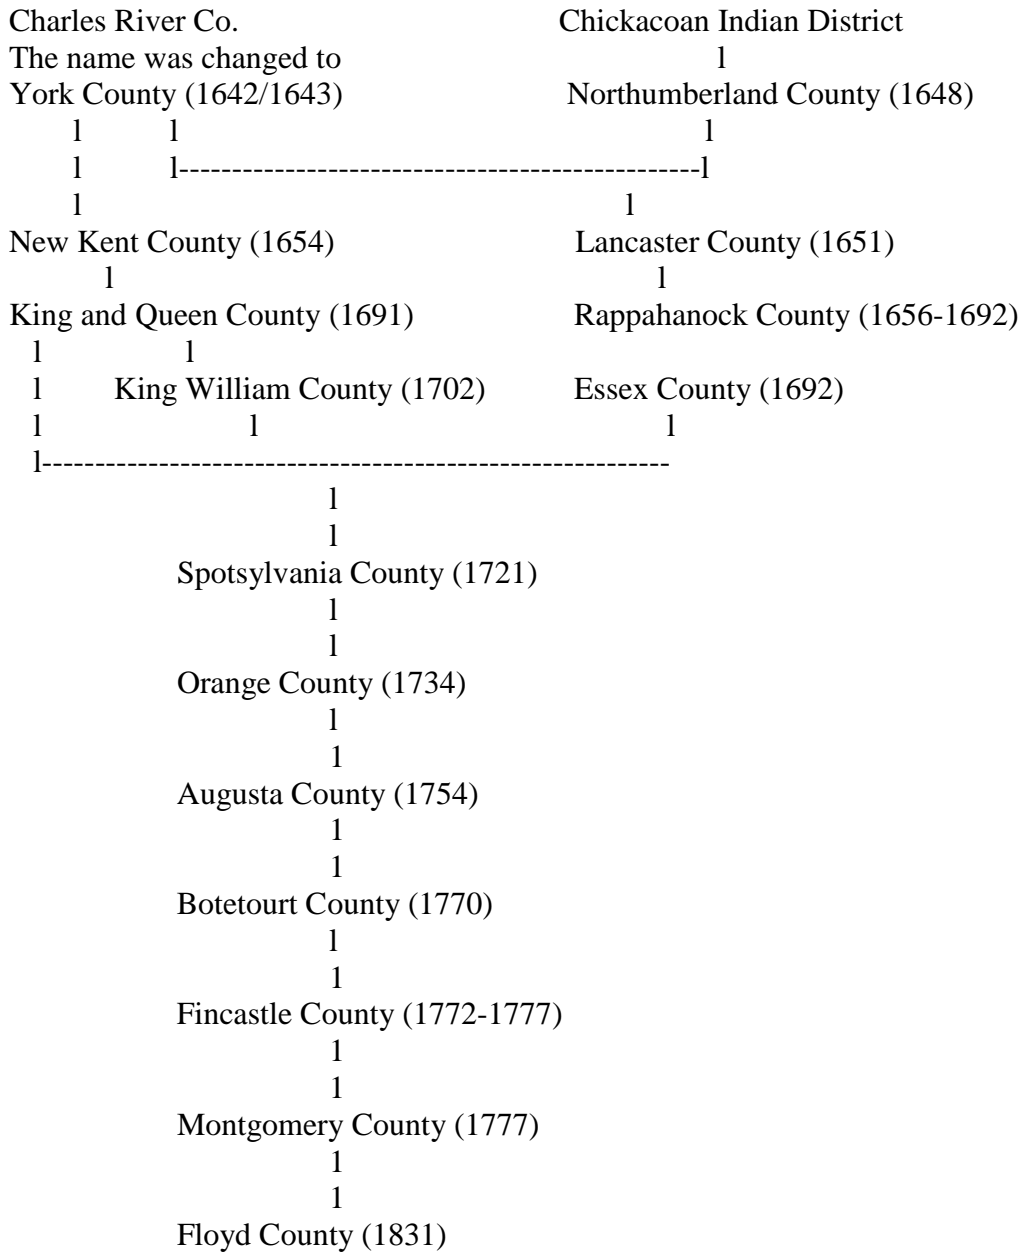 Charles River Co. Chickacoan Indian District
The name was changed to l
York County (1642/1643) Northumberland County (1648)
l l l
l l-------------------------------------------------l
l l
New Kent County (1654) Lancaster County (1651)
l l
King and Queen County (1691) Rappahanock County (1656-1692)
l l
l King William County (1702) Essex County (1692)
l l l
l-----------------------------------------------------------
l
l
Spotsylvania County (1721)
l
l
Orange County (1734)
l
l
Augusta County (1754)
l
l
Botetourt County (1770)
l
l
Fincastle County (1772-1777)
l
l
Montgomery County (1777)
l
l
Floyd County (1831)